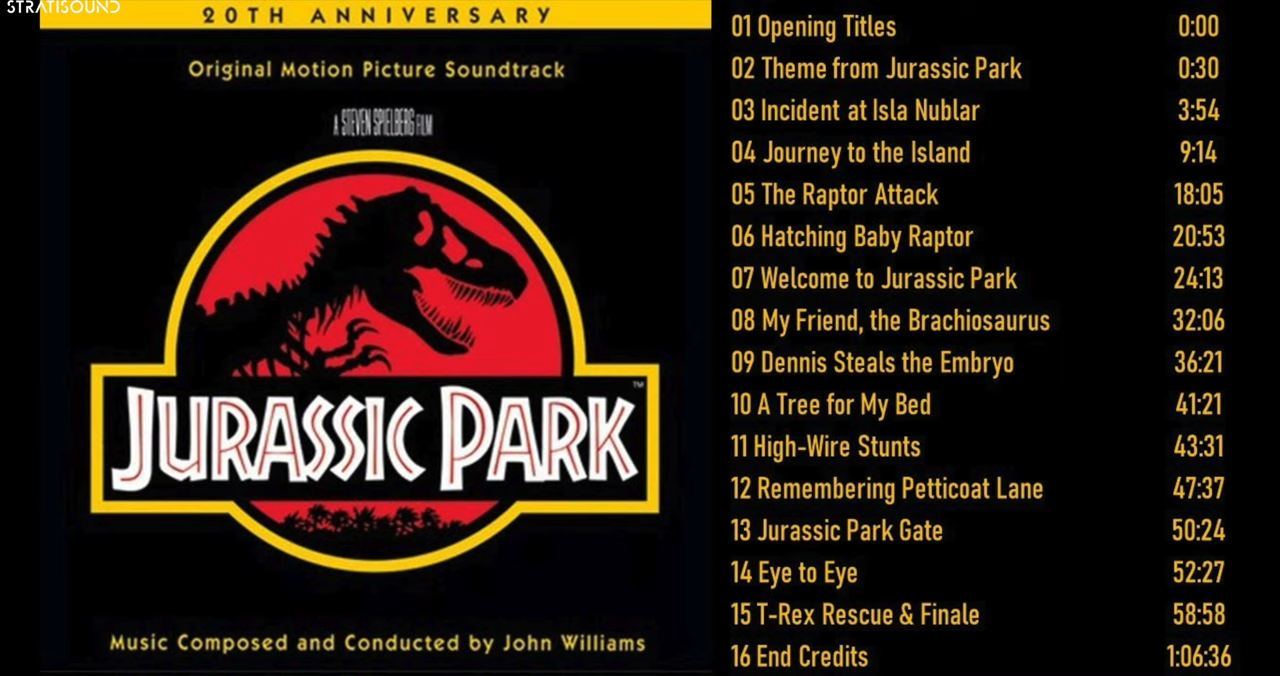 STRATISOUND
20TH ANNIVERSARY
Original Motion Picture Soundtrack
A STEVEN SPIELBERG FILM
JURASSIC PARK™
Music Composed and Conducted by John Williams
01 Opening Titles 0:00
02 Theme from Jurassic Park 0:30
03 Incident at Isla Nublar 3:54
04 Journey to the Island 9:14
05 The Raptor Attack 18:05
06 Hatching Baby Raptor 20:53
07 Welcome to Jurassic Park 24:13
08 My Friend, the Brachiosaurus 32:06
09 Dennis Steals the Embryo 36:21
10 A Tree for My Bed 41:21
11 High-Wire Stunts 43:31
12 Remembering Petticoat Lane 47:37
13 Jurassic Park Gate 50:24
14 Eye to Eye 52:27
15 T-Rex Rescue & Finale 58:58
16 End Credits 1:06:36